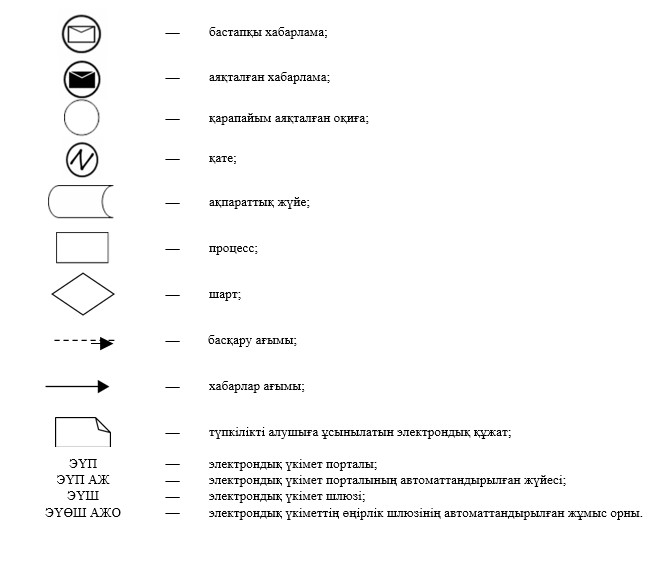 — бастапқы хабарлама;
— аяқталған хабарлама;
— қарапайым аяқталған оқиға;
— қате;
— ақпараттық жүйе;
— процесс;
— шарт;
— басқару ағымы;
— хабарлар ағымы;
— түпкілікті алушыға ұсынылатын электрондық құжат;
ЭҮП — электрондық үкімет порталы;
ЭҮП АЖ — электрондық үкімет порталының автоматтандырылған жүйесі;
ЭҮШ — электрондық үкімет шлюзі;
ЭҮӨШ АЖО — электрондық үкіметтің өңірлік шлюзінің автоматтандырылған жұмыс орны.